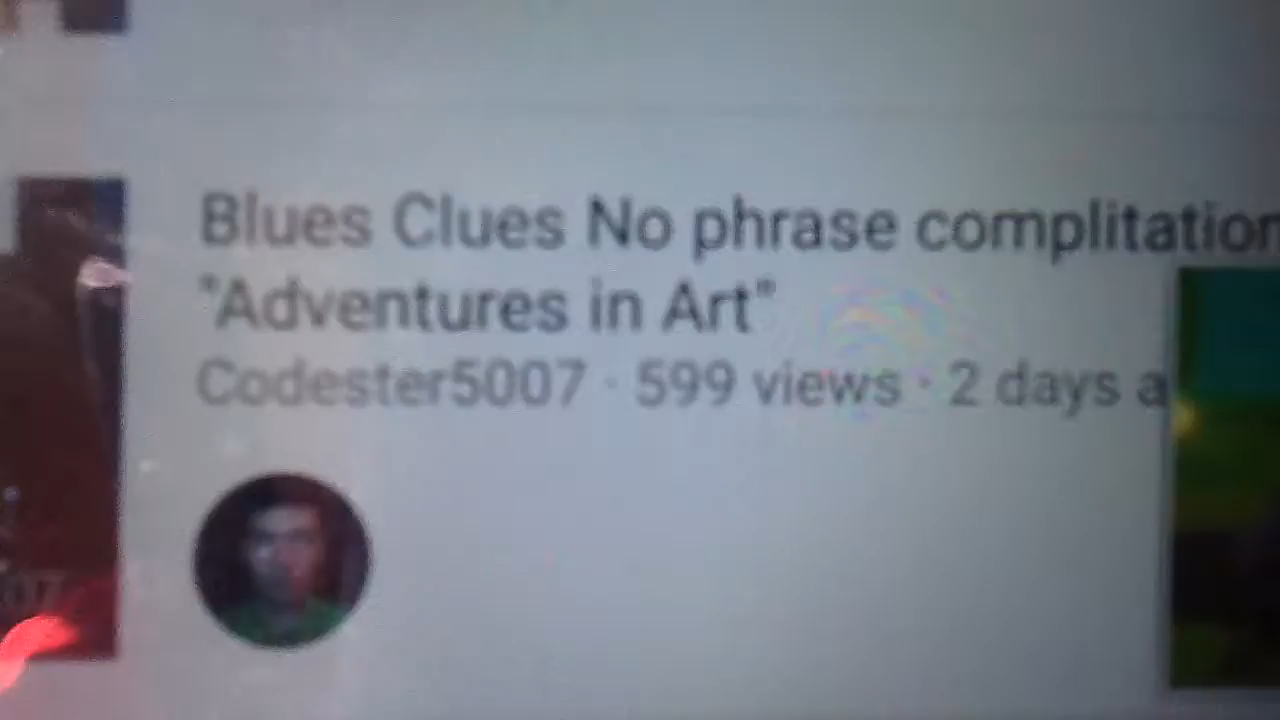 Blues Clues No phrase complitation
"Adventures in Art"
Codester5007 · 599 views · 2 days a